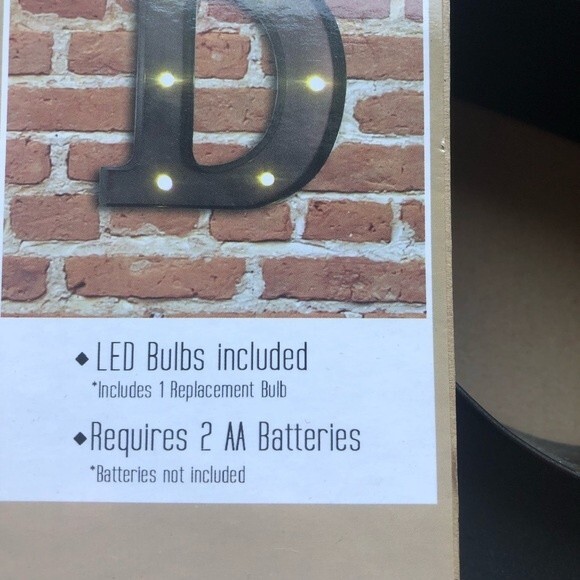 D
◆ LED Bulbs included
*Includes 1 Replacement Bulb
◆Requires 2 AA Batteries
*Batteries not included